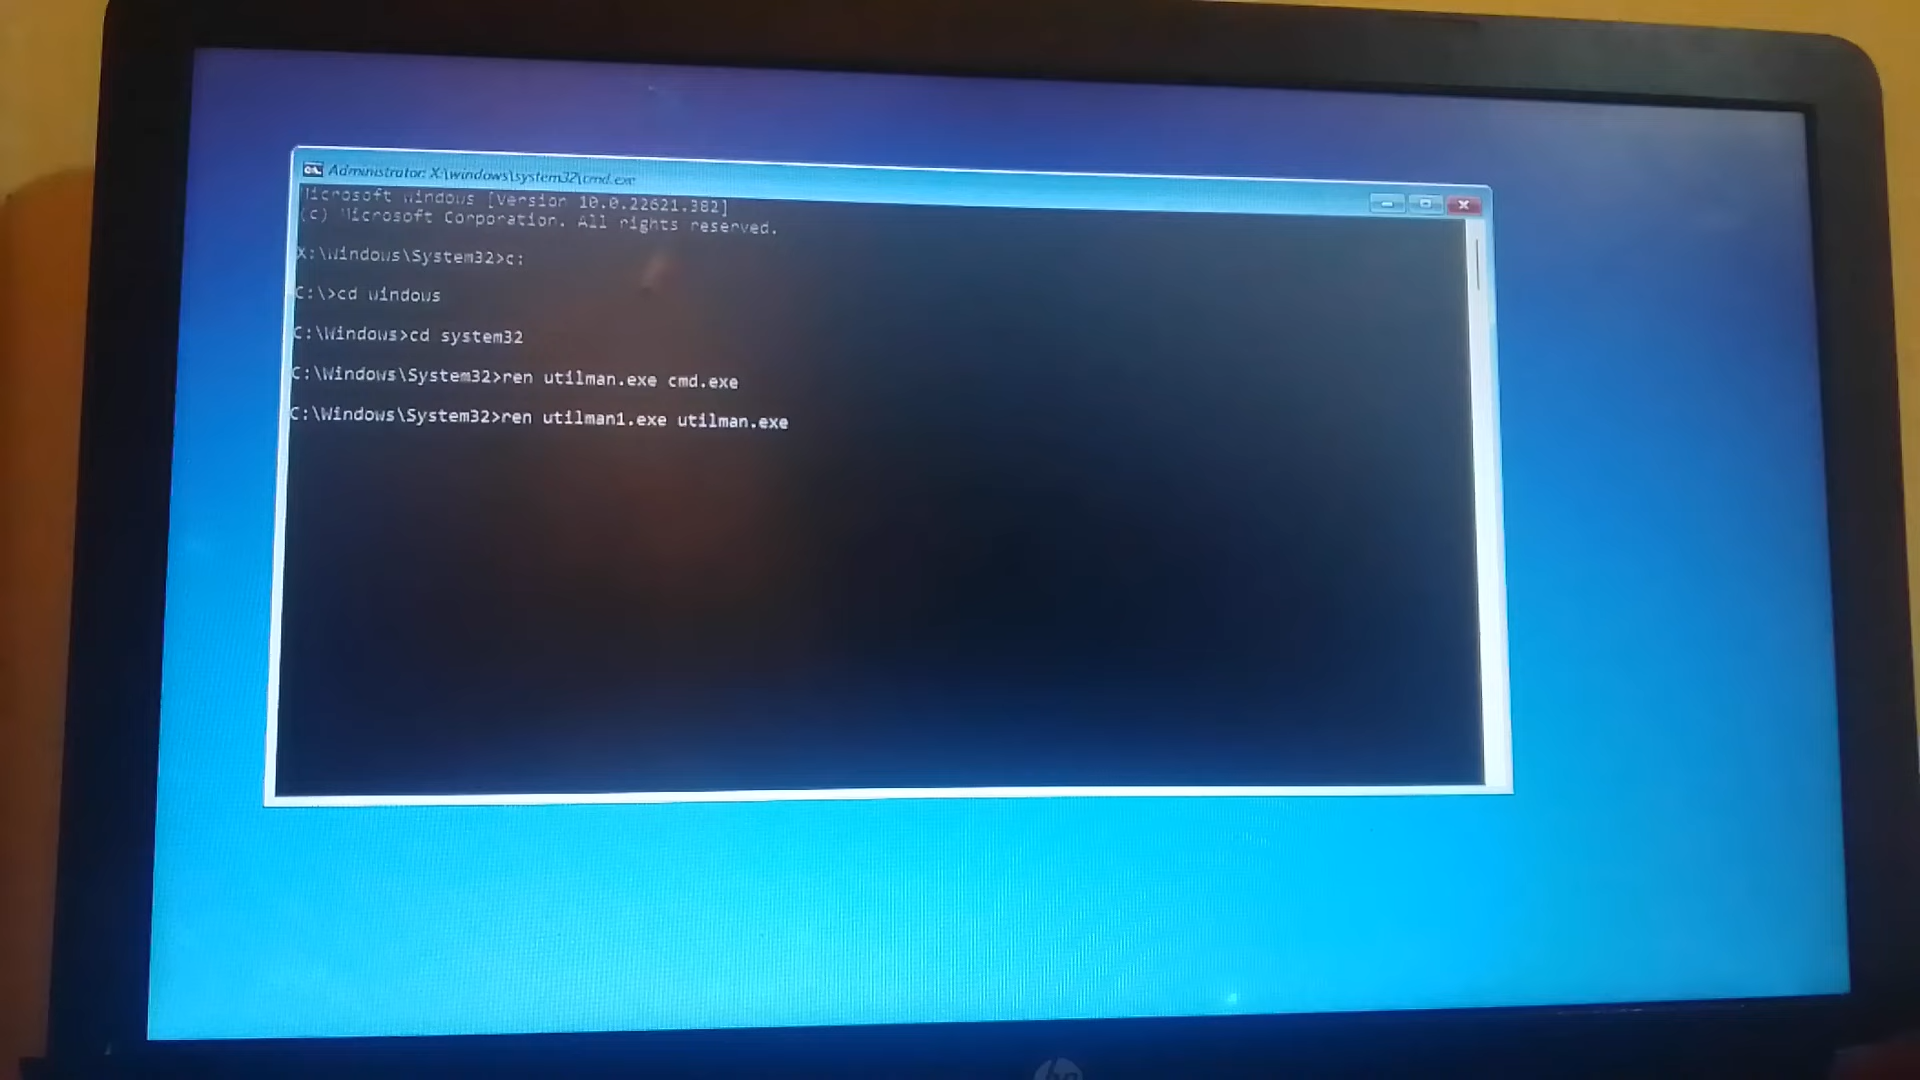 Administrator: X:\windows\system32\cmd.exe
Microsoft Windows [Version 10.0.22621.382]
(c) Microsoft Corporation. All rights reserved.
X:\Windows\System32>c:
C:\>cd windows
C:\Windows>cd system32
C:\Windows\System32>ren utilman.exe cmd.exe
C:\Windows\System32>ren utilman1.exe utilman.exe
hp